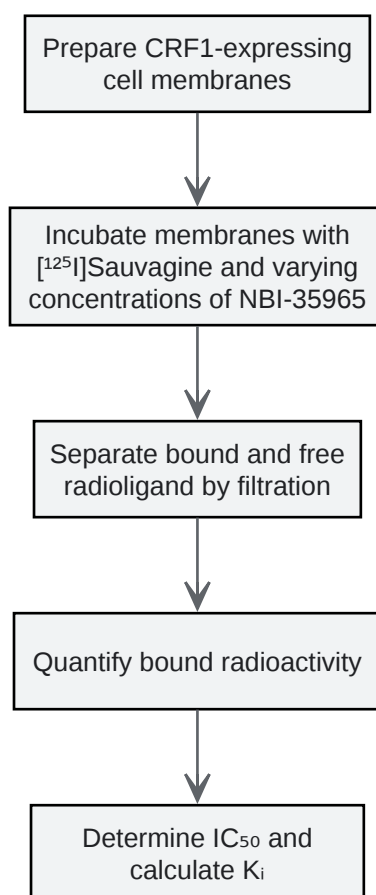 Prepare CRF1-expressing
cell membranes
Incubate membranes with
[¹²⁵I]Sauvagine and varying
concentrations of NBI-35965
Separate bound and free
radioligand by filtration
Quantify bound radioactivity
Determine IC₅₀ and
calculate Kᵢ